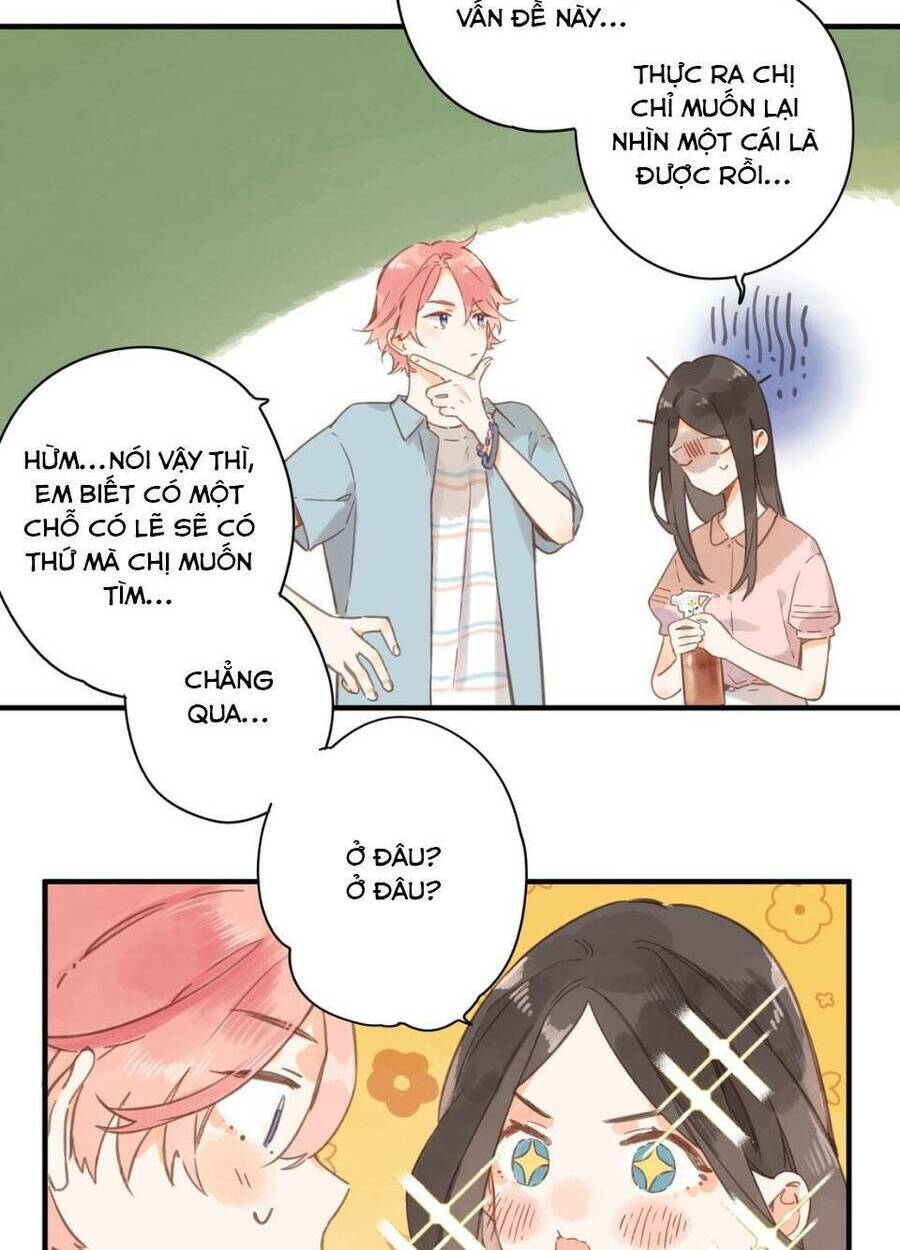 VẤN ĐỀ NÀY...
THỰC RA CHỊ
CHỈ MUỐN LẠI
NHÌN MỘT CÁI LÀ
ĐƯỢC RỒI...
HỪM...NÓI VẬY THÌ,
EM BIẾT CÓ MỘT
CHỖ CÓ LẼ SẼ CÓ
THỨ MÀ CHỊ MUỐN
TÌM...
CHẲNG
QUA...
Ở ĐÂU?
Ở ĐÂU?